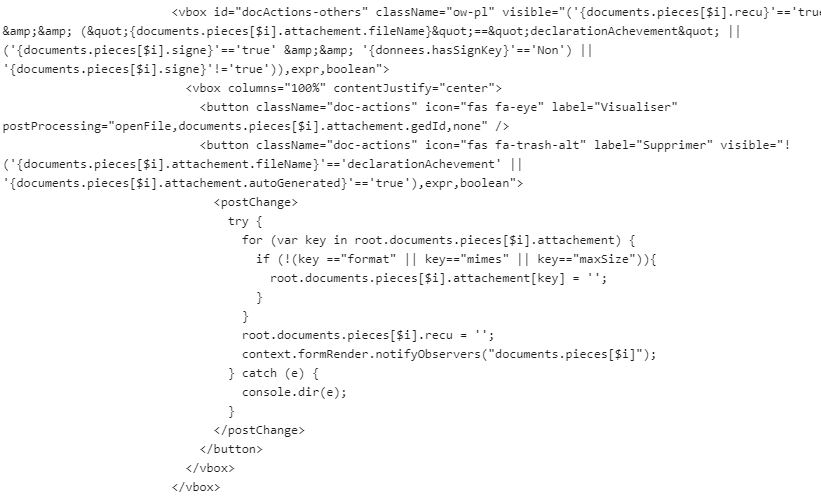 <vbox id="docActions-others" className="ow-pl" visible="('{documents.pieces[$i].recu}'=='true
&amp;&amp; (&quot;{documents.pieces[$i].attachement.fileName}&quot;==&quot;declarationAchevement&quot; ||
('{documents.pieces[$i].signe}'=='true' &amp;&amp; '{donnees.hasSignKey}'=='Non') ||
'{documents.pieces[$i].signe}'!='true')),expr,boolean">
<vbox columns="100%" contentJustify="center">
<button className="doc-actions" icon="fas fa-eye" label="Visualiser"
postProcessing="openFile,documents.pieces[$i].attachement.gedId,none" />
<button className="doc-actions" icon="fas fa-trash-alt" label="Supprimer" visible="!
('{documents.pieces[$i].attachement.fileName}'=='declarationAchevement' ||
'{documents.pieces[$i].attachement.autoGenerated}'=='true'),expr,boolean">
<postChange>
try {
for (var key in root.documents.pieces[$i].attachement) {
if (!(key =="format" || key=="mimes" || key=="maxSize")){
root.documents.pieces[$i].attachement[key] = '';
}
}
root.documents.pieces[$i].recu = '';
context.formRender.notifyObservers("documents.pieces[$i]");
} catch (e) {
console.dir(e);
}
</postChange>
</button>
</vbox>
</vbox>